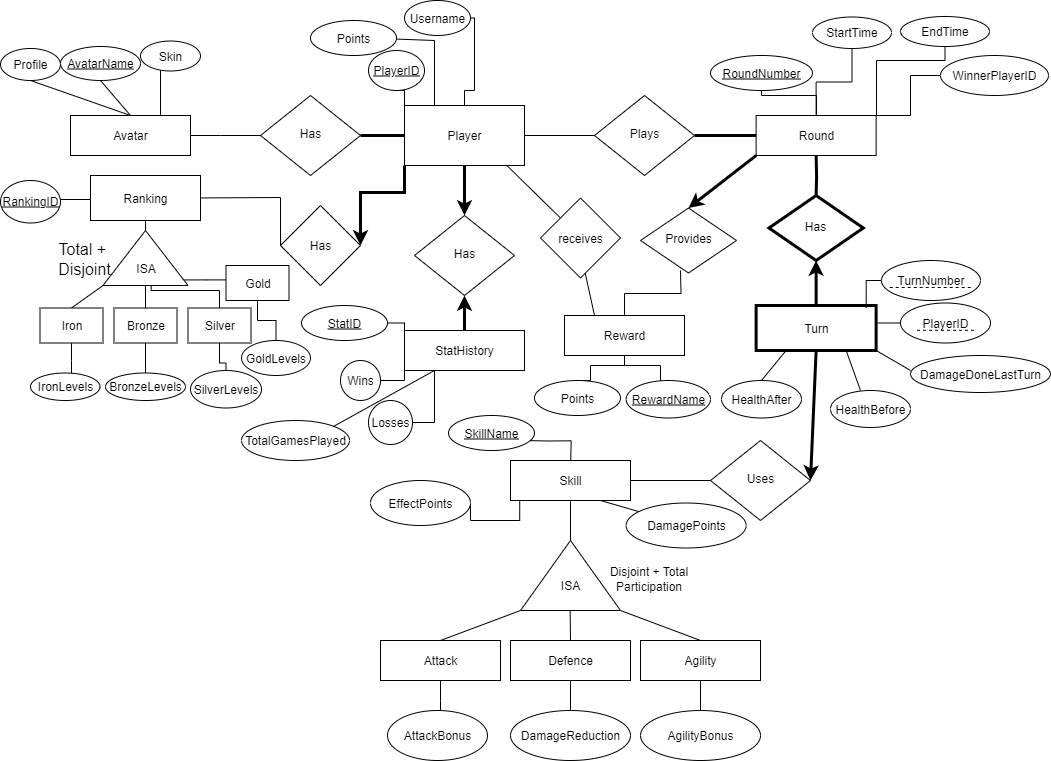 Username
StartTime
EndTime
Points
Profile
AvatarName
Skin
PlayerID
RoundNumber
WinnerPlayerID
Avatar
Has
Player
Plays
Round
RankingID
Ranking
Has
Has
receives
Provides
Has
Total +
Disjoint
ISA
Gold
TurnNumber
Iron
Bronze
Silver
StatID
StatHistory
Reward
Turn
PlayerID
GoldLevels
IronLevels
BronzeLevels
SilverLevels
Wins
Points
RewardName
HealthAfter
HealthBefore
DamageDoneLastTurn
Losses
TotalGamesPlayed
SkillName
Skill
Uses
EffectPoints
DamagePoints
ISA
Disjoint + Total
Participation
Attack
Defence
Agility
AttackBonus
DamageReduction
AgilityBonus